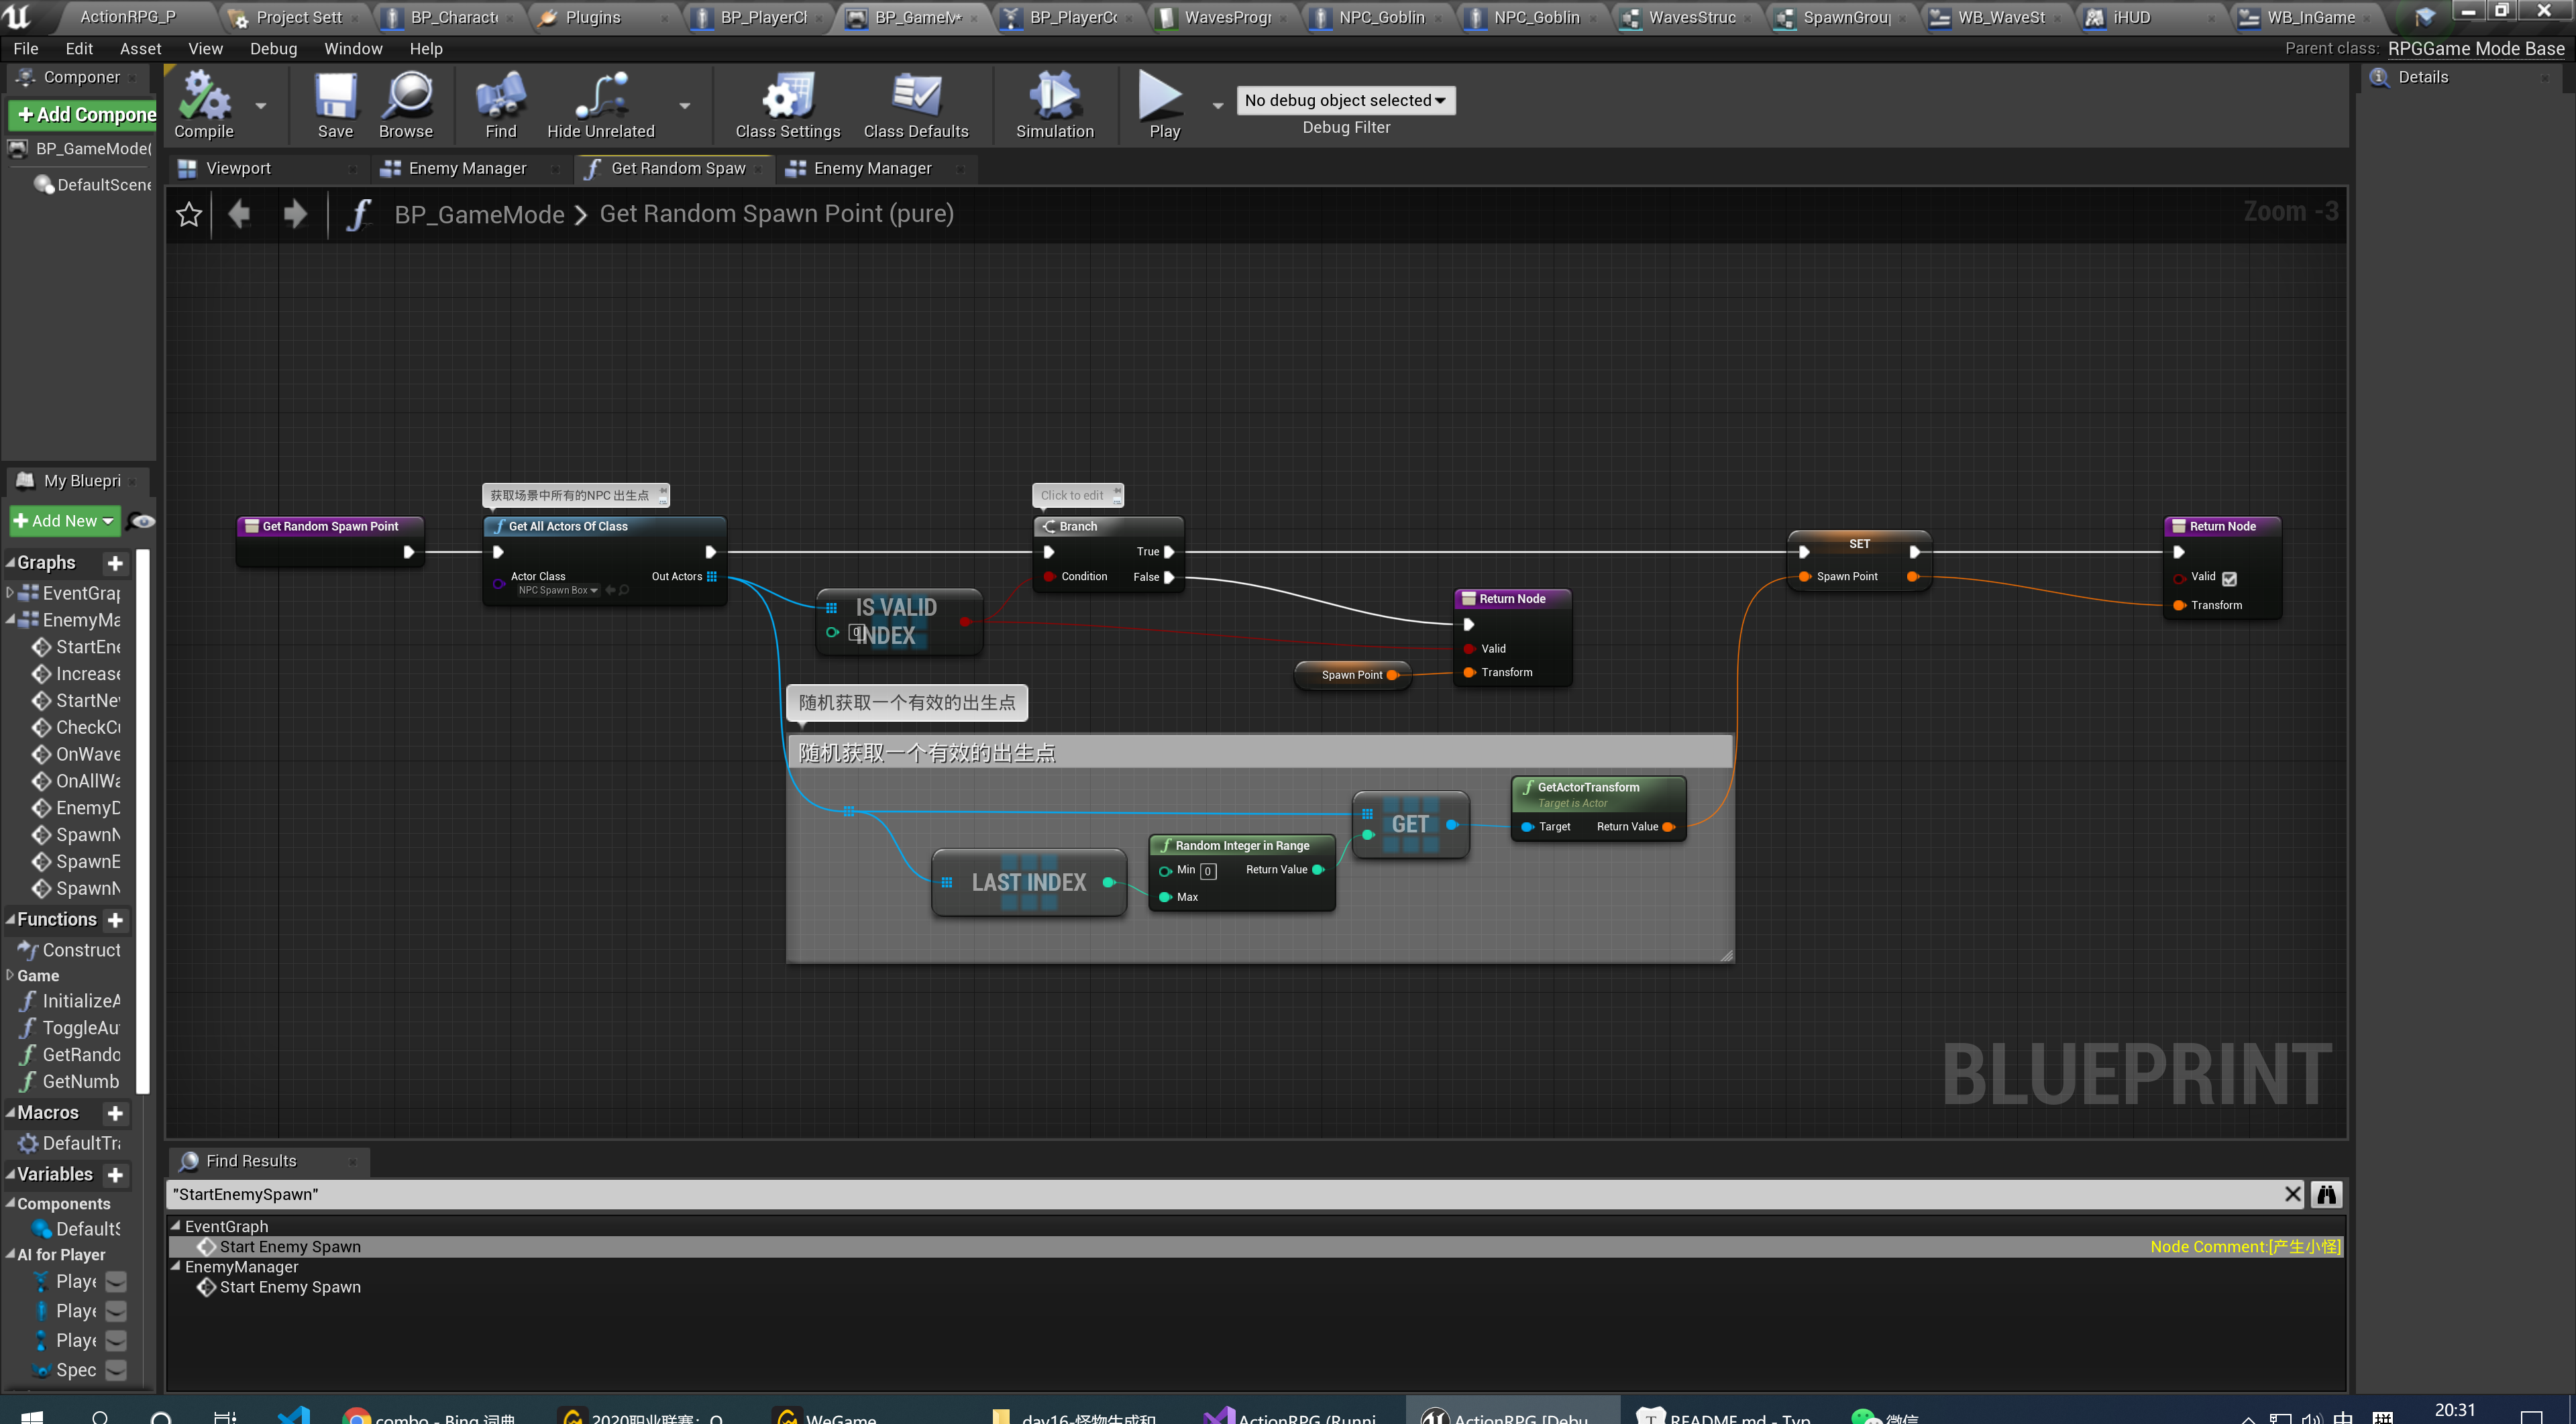 ActionRPG_P
Project Sett
BP_Characte
Plugins
BP_PlayerCl
BP_GameM*
BP_PlayerCo
WavesProgr
NPC_Goblin
NPC_Goblin
WavesStruc
SpawnGrou
WB_WaveSt
iHUD
WB_InGame
File Edit Asset View Debug Window Help
Parent class: RPGGame Mode Base
Componer
Details
+ Add Compone
Compile
Save
Browse
Find
Hide Unrelated
Class Settings
Class Defaults
Simulation
Play
No debug object selected
Debug Filter
BP_GameMode(
DefaultScene
Viewport
Enemy Manager
Get Random Spaw
Enemy Manager
BP_GameMode > Get Random Spawn Point (pure)
Zoom -3
获取场景中所有的NPC 出生点
Click to edit
Get Random Spawn Point
Get All Actors Of Class
Actor Class
NPC Spawn Box
Out Actors
Branch
True
Condition
False
IS VALID
INDEX
0
SET
Spawn Point
Return Node
Valid
Transform
Return Node
Valid
Transform
Spawn Point
随机获取一个有效的出生点
随机获取一个有效的出生点
GET
GetActorTransform
Target is Actor
Target
Return Value
Random Integer in Range
Min 0
Return Value
Max
LAST INDEX
BLUEPRINT
My Bluepri
+ Add New
Graphs
EventGrap
EnemyMa
StartEne
Increase
StartNe
CheckCu
OnWave
OnAllWa
EnemyD
SpawnN
SpawnE
SpawnN
Functions
Construct
Game
InitializeA
ToggleAu
GetRando
GetNumb
Macros
DefaultTra
Variables
Components
DefaultS
AI for Player
Playe
Playe
Playe
Spec
Find Results
"StartEnemySpawn"
EventGraph
Start Enemy Spawn
Node Comment:[产生小怪]
EnemyManager
Start Enemy Spawn
combo - Bing 词典
2020职业联赛: O
WeGame
day16-怪物生成和
ActionRPG (Runni
ActionRPG [Debu
README.md - Typ
微信
中
20:31